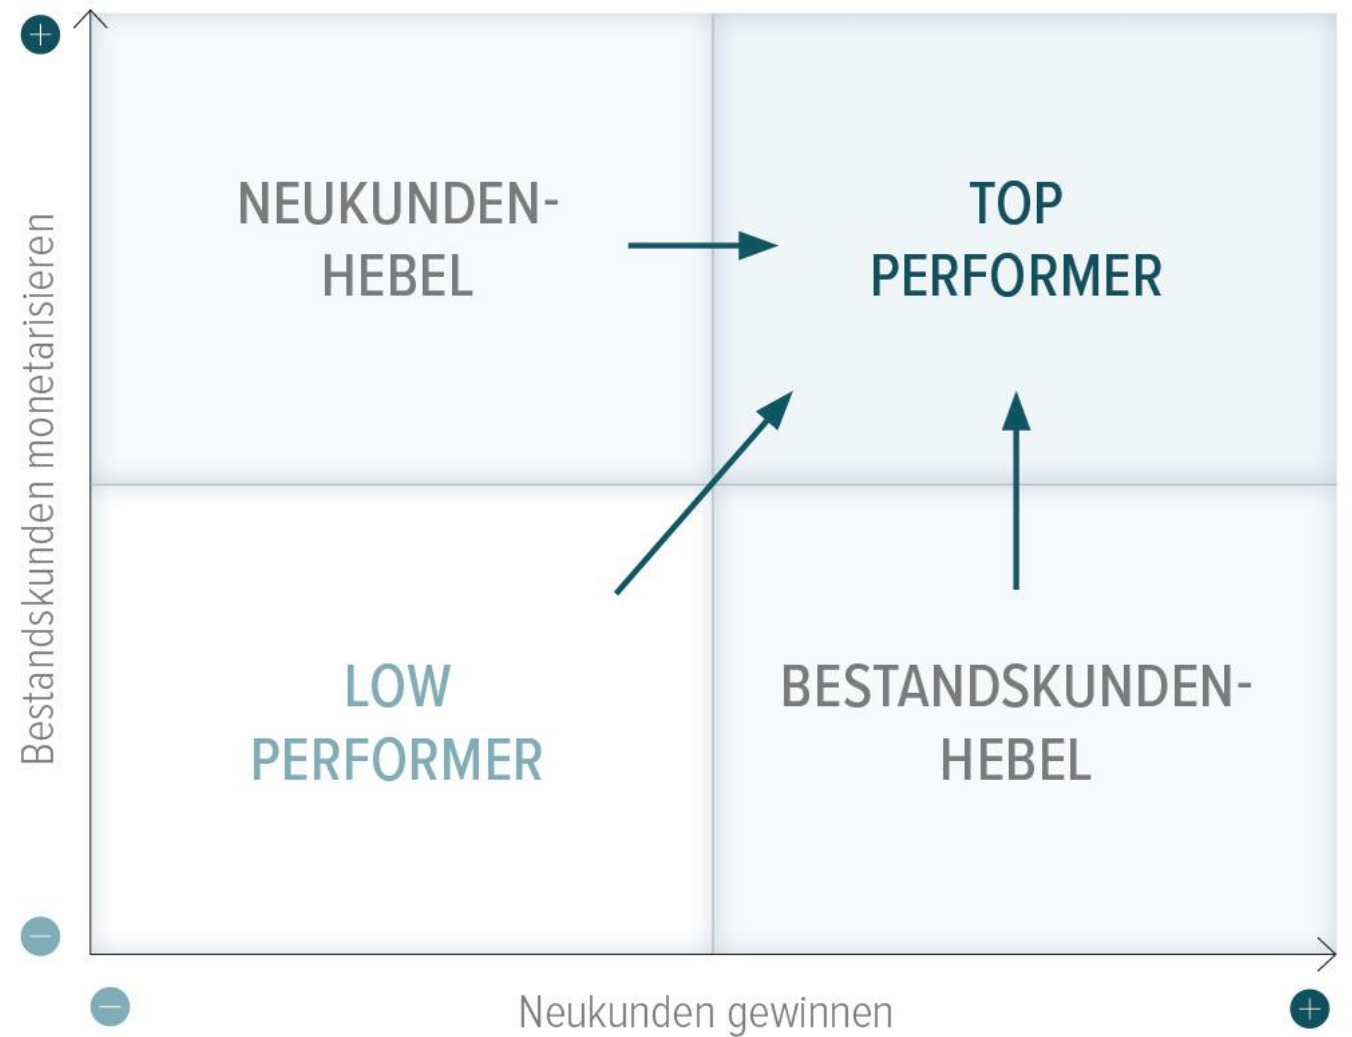 +
NEUKUNDEN-
HEBEL
TOP
PERFORMER
Bestandskunden monetarisieren
LOW
PERFORMER
BESTANDSKUNDEN-
HEBEL
–
–
Neukunden gewinnen
+